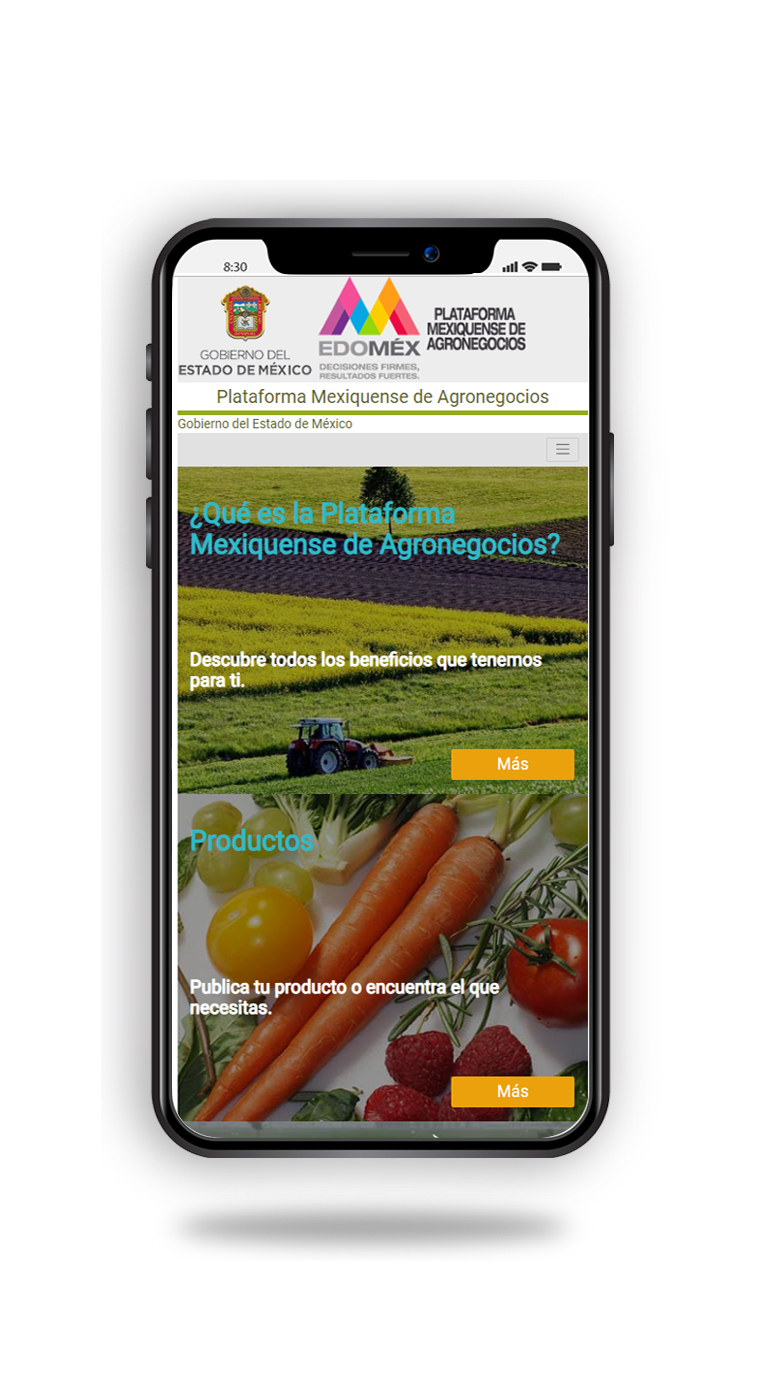 8:30
GOBIERNO DEL
ESTADO DE MÉXICO
EDOMÉX
DECISIONES FIRMES,
RESULTADOS FUERTES.
PLATAFORMA
MEXIQUENSE DE
AGRONEGOCIOS
Plataforma Mexiquense de Agronegocios
Gobierno del Estado de México
¿Qué es la Plataforma
Mexiquense de Agronegocios?
Descubre todos los beneficios que tenemos
para ti.
Más
Productos
Publica tu producto o encuentra el que
necesitas.
Más